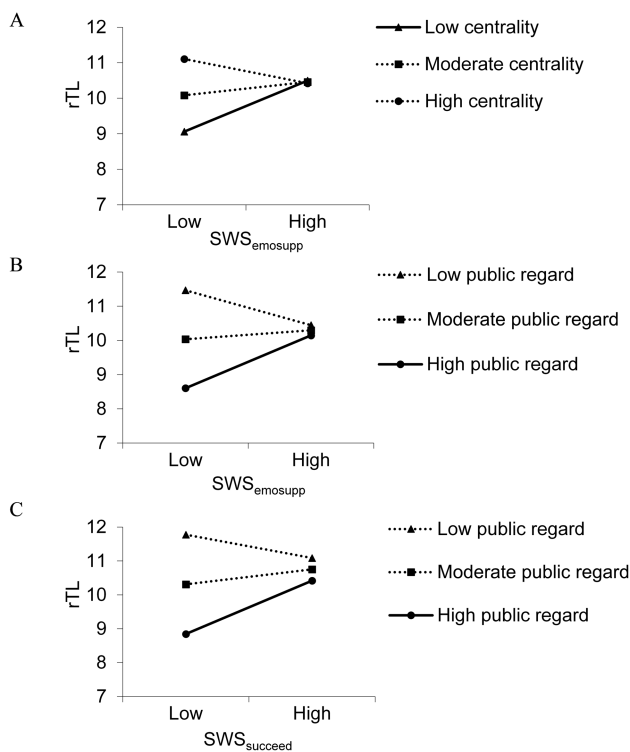 A
12
11
10
9
8
7
rTL
Low High
SWSemosupp
Low centrality
Moderate centrality
High centrality
B
12
11
10
9
8
7
rTL
Low High
SWSemosupp
Low public regard
Moderate public regard
High public regard
C
12
11
10
9
8
7
rTL
Low High
SWSsucceed
Low public regard
Moderate public regard
High public regard